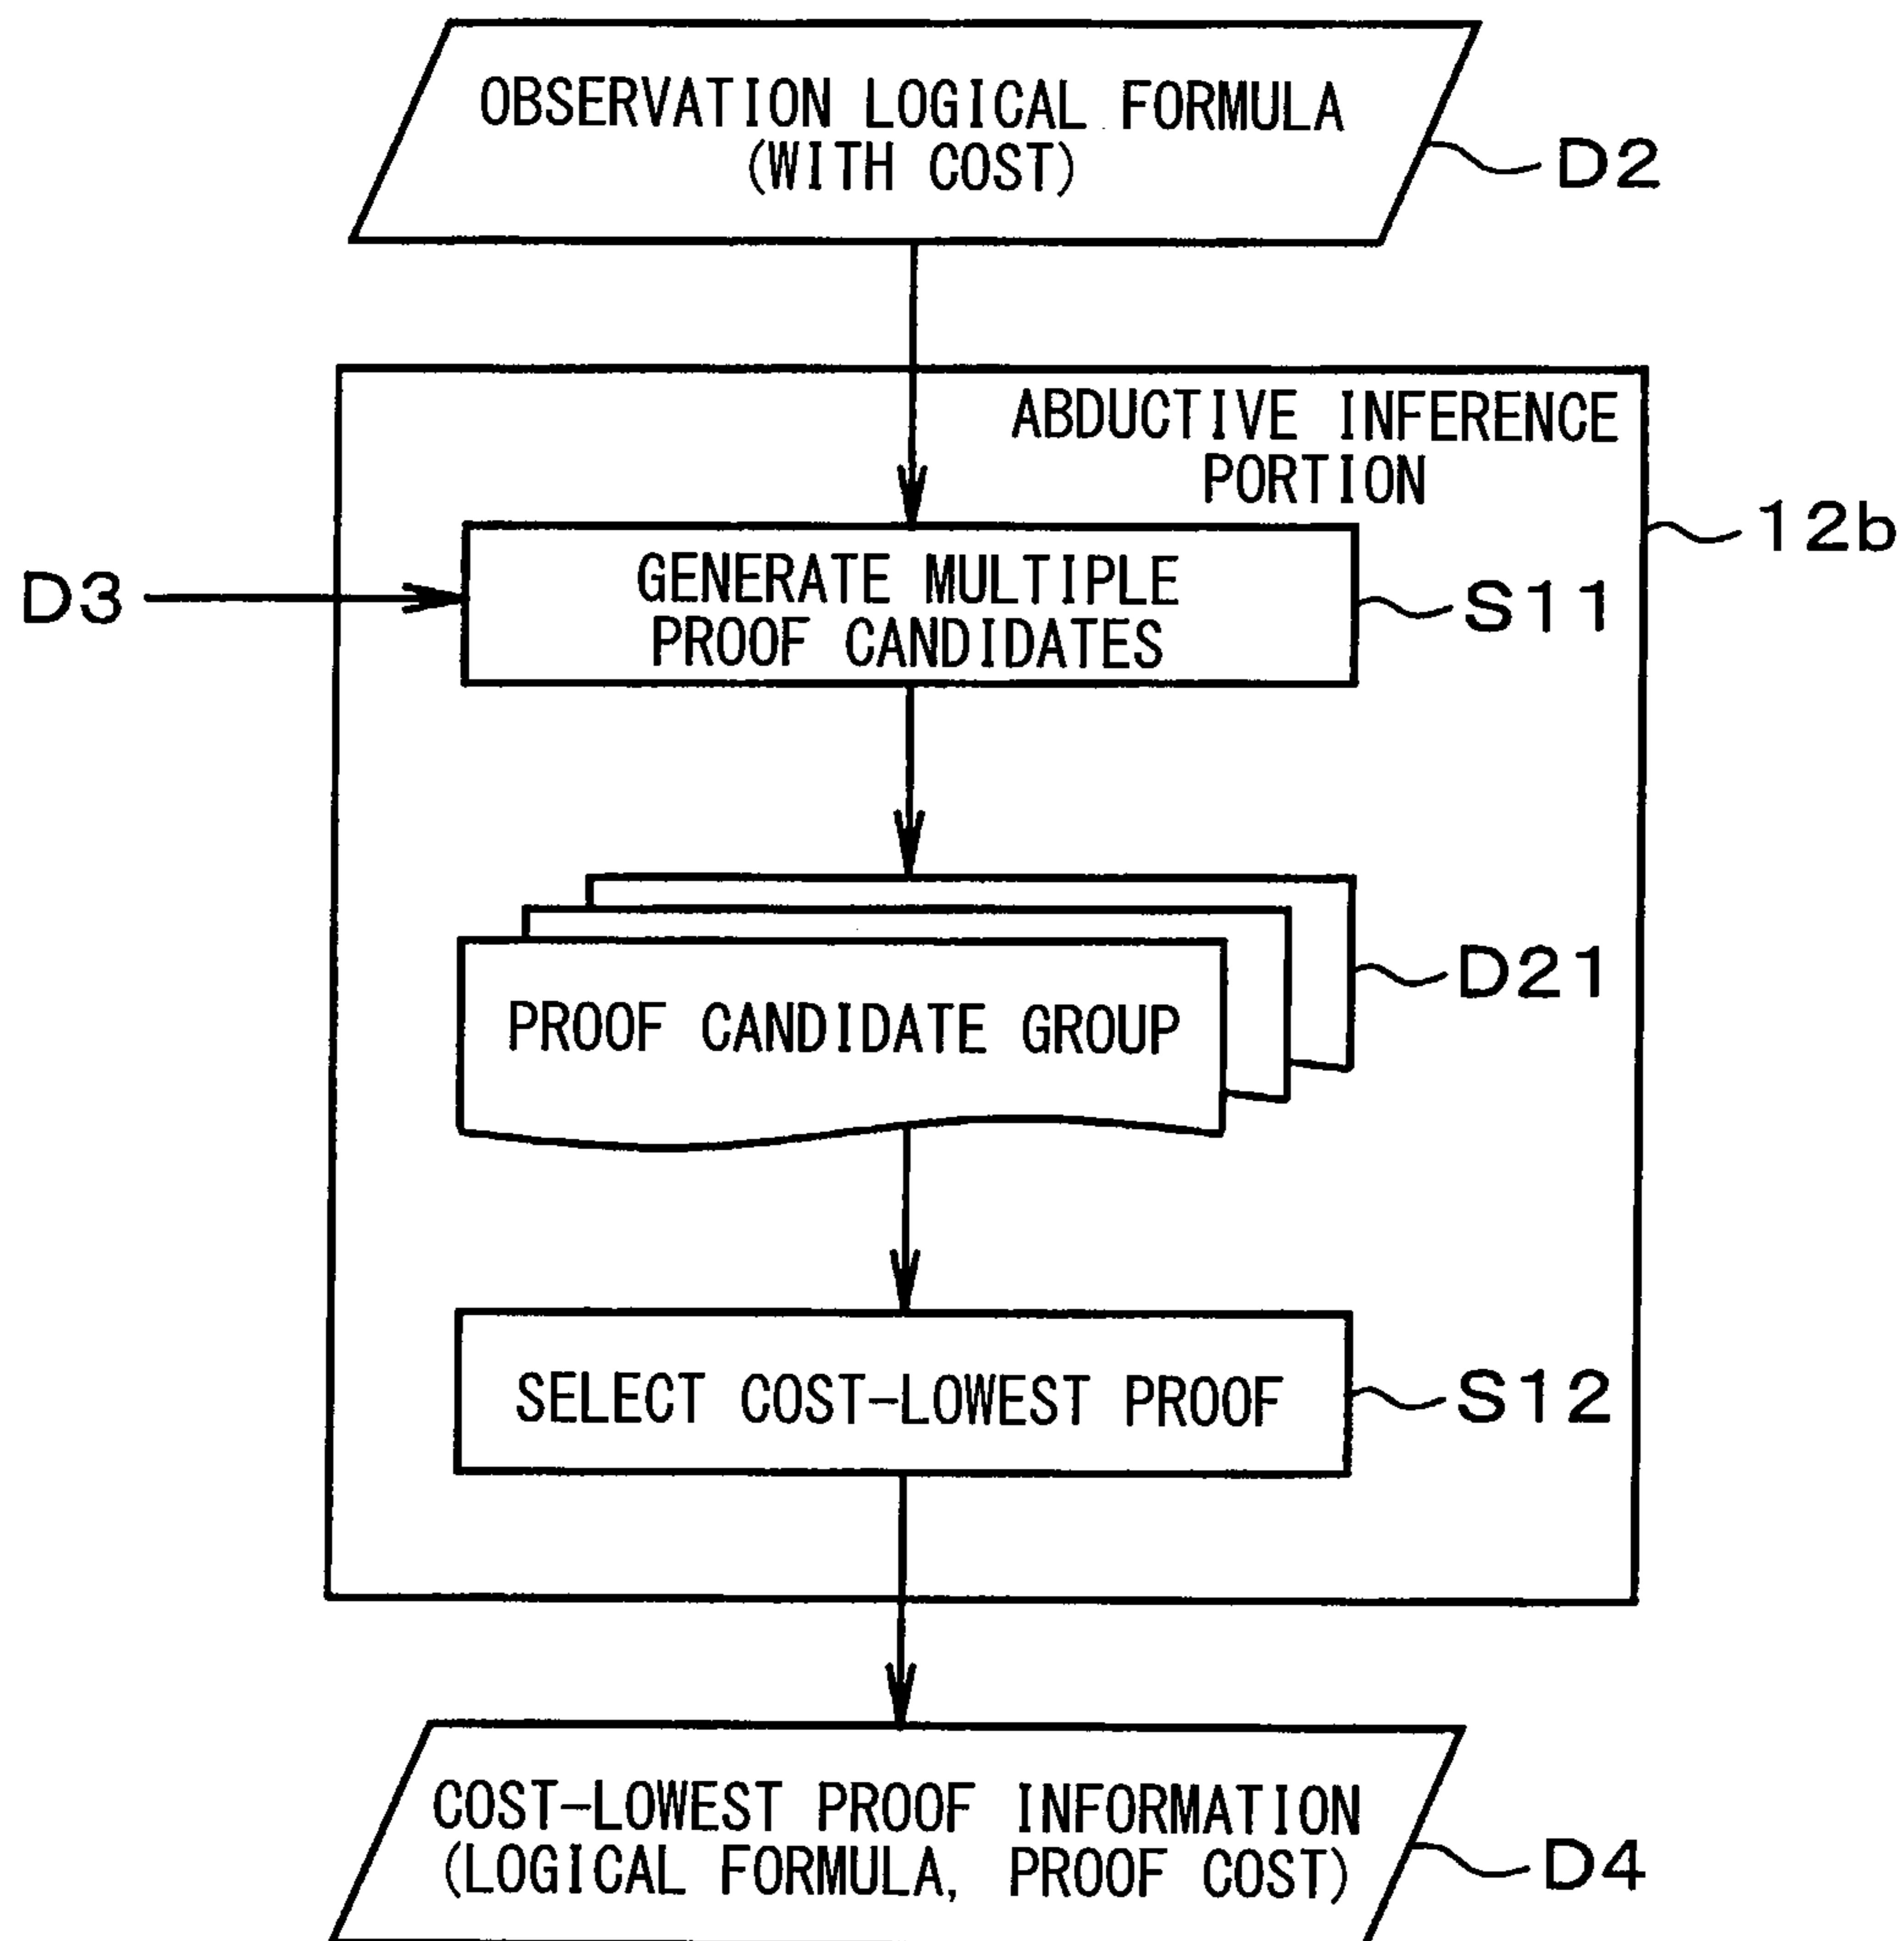 OBSERVATION LOGICAL FORMULA
(WITH COST)
D2
ABDUCTIVE INFERENCE
PORTION
12b
D3
GENERATE MULTIPLE
PROOF CANDIDATES
S11
PROOF CANDIDATE GROUP
D21
SELECT COST-LOWEST PROOF
S12
COST-LOWEST PROOF INFORMATION
(LOGICAL FORMULA, PROOF COST)
D4